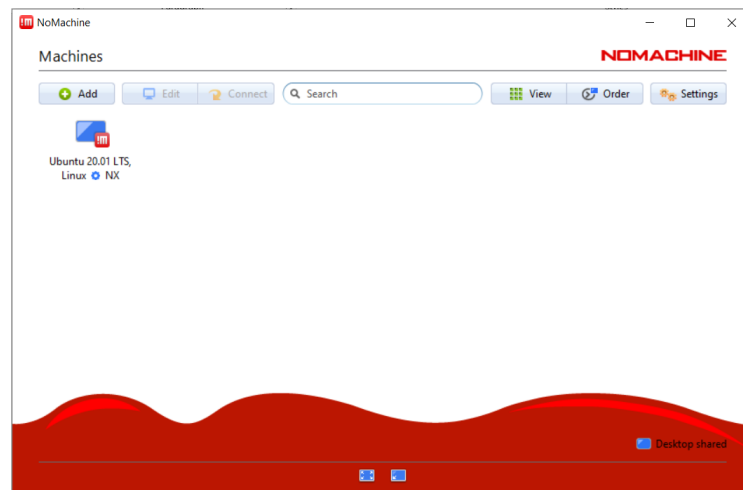 !m NoMachine
Machines
NOMACHINE
Add Edit Connect Search View Order Settings
!m
Ubuntu 20.01 LTS,
Linux NX
Desktop shared